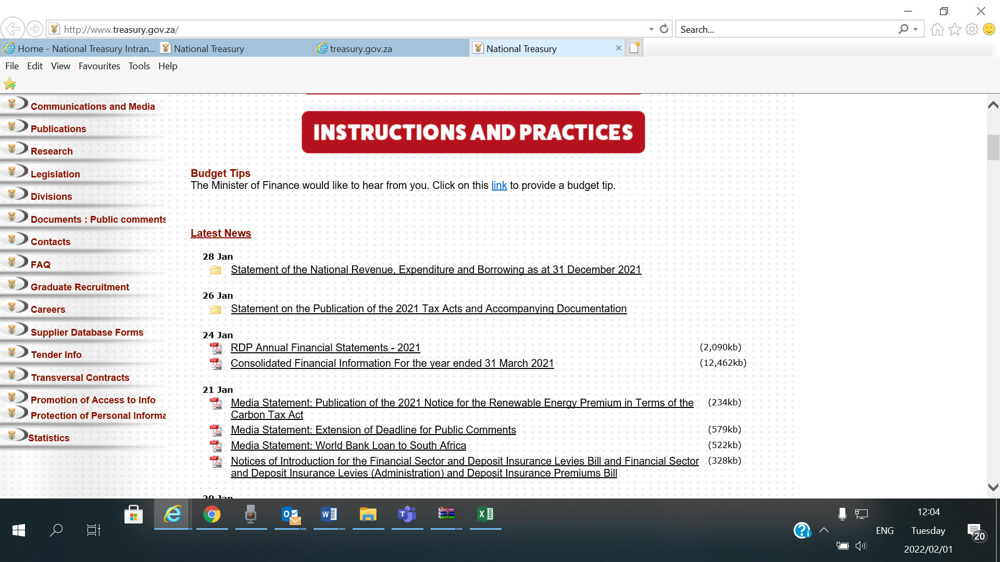 http://www.treasury.gov.za/
Search...
Home - National Treasury Intran...
National Treasury
treasury.gov.za
National Treasury
File Edit View Favourites Tools Help
Communications and Media
Publications
Research
Legislation
Divisions
Documents : Public comments
Contacts
FAQ
Graduate Recruitment
Careers
Supplier Database Forms
Tender Info
Transversal Contracts
Promotion of Access to Info
Protection of Personal Informa
Statistics
INSTRUCTIONS AND PRACTICES
Budget Tips
The Minister of Finance would like to hear from you. Click on this link to provide a budget tip.
Latest News
28 Jan
Statement of the National Revenue, Expenditure and Borrowing as at 31 December 2021
26 Jan
Statement on the Publication of the 2021 Tax Acts and Accompanying Documentation
24 Jan
RDP Annual Financial Statements - 2021 (2,090kb)
Consolidated Financial Information For the year ended 31 March 2021 (12,462kb)
21 Jan
Media Statement: Publication of the 2021 Notice for the Renewable Energy Premium in Terms of the (234kb)
Carbon Tax Act
Media Statement: Extension of Deadline for Public Comments (579kb)
Media Statement: World Bank Loan to South Africa (522kb)
Notices of Introduction for the Financial Sector and Deposit Insurance Levies Bill and Financial Sector (328kb)
and Deposit Insurance Levies (Administration) and Deposit Insurance Premiums Bill
12:04
ENG Tuesday 20
2022/02/01